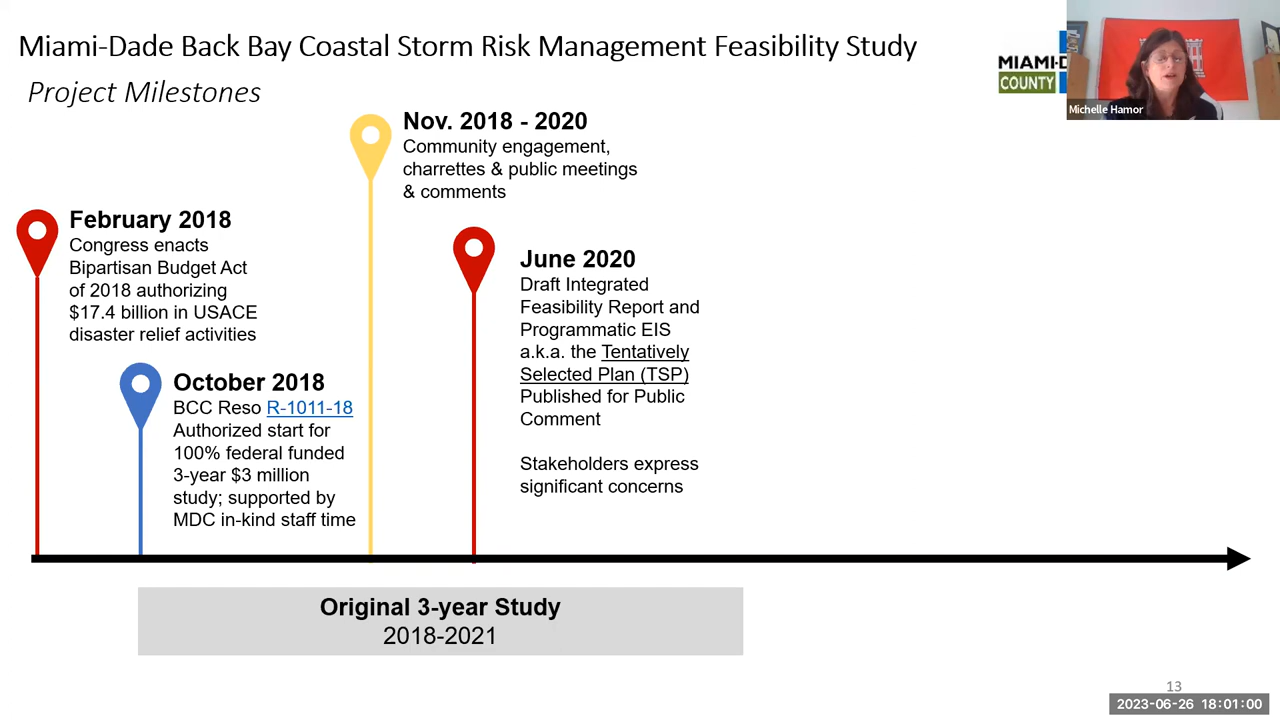 Miami-Dade Back Bay Coastal Storm Risk Management Feasibility Study
Project Milestones
MIAMI-D
COUNTY
Michelle Hamor
Nov. 2018 - 2020
Community engagement,
charrettes & public meetings
& comments
February 2018
Congress enacts
Bipartisan Budget Act
of 2018 authorizing
$17.4 billion in USACE
disaster relief activities
June 2020
Draft Integrated
Feasibility Report and
Programmatic EIS
a.k.a. the Tentatively
Selected Plan (TSP)
Published for Public
Comment
Stakeholders express
significant concerns
October 2018
BCC Reso R-1011-18
Authorized start for
100% federal funded
3-year $3 million
study; supported by
MDC in-kind staff time
Original 3-year Study
2018-2021
13
2023-06-26 18:01:00